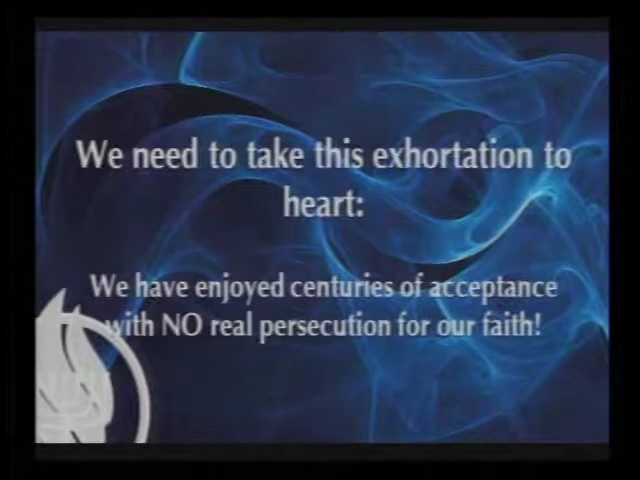 We need to take this exhortation to
heart:
We have enjoyed centuries of acceptance
with NO real persecution for our faith!